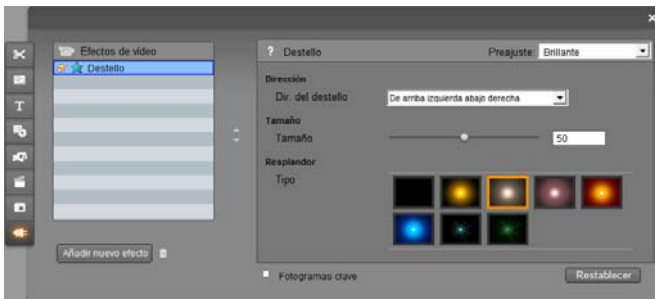 Efectos de vídeo
Destello
Añadir nuevo efecto
? Destello
Preajuste: Brillante
Dirección
Dir. del destello De arriba izquierda abajo derecha
Tamaño
Tamaño 50
Resplandor
Tipo
Fotogramas clave
Restablecer